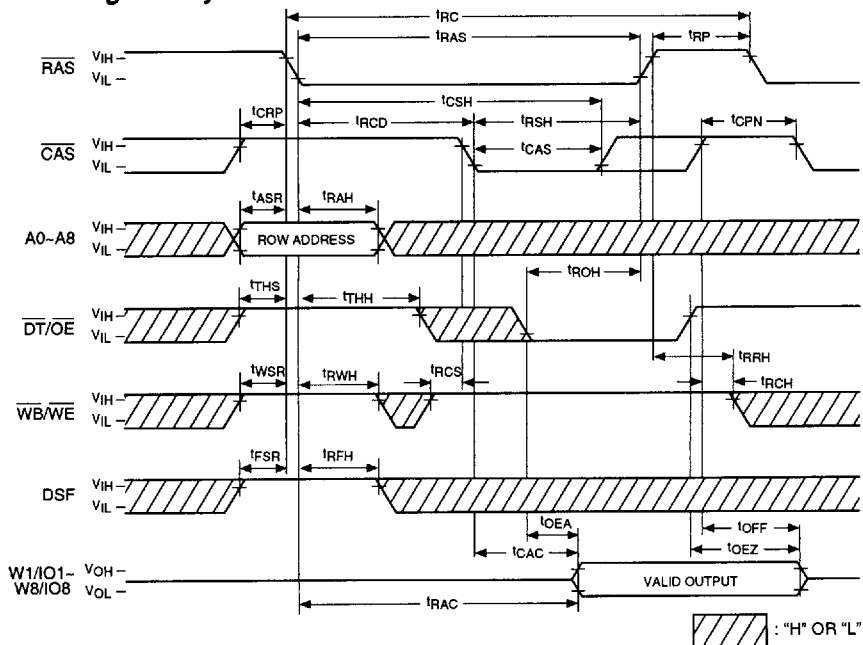 tRC
tRAS
tRP
RAS
VIH
VIL
tCSH
tCRP
tRCD
tRSH
tCPN
CAS
VIH
VIL
tCAS
tASR
tRAH
A0~A8
VIH
VIL
ROW ADDRESS
tROH
tTHS
tTHH
DT/OE
VIH
VIL
tRRH
tWSR
tRWH
tRCS
tRCH
WB/WE
VIH
VIL
tFSR
tRFH
DSF
VIH
VIL
tOEA
tOFF
tCAC
tOEZ
W1/IO1~
W8/IO8
VOH
VOL
VALID OUTPUT
tRAC
: "H" OR "L"